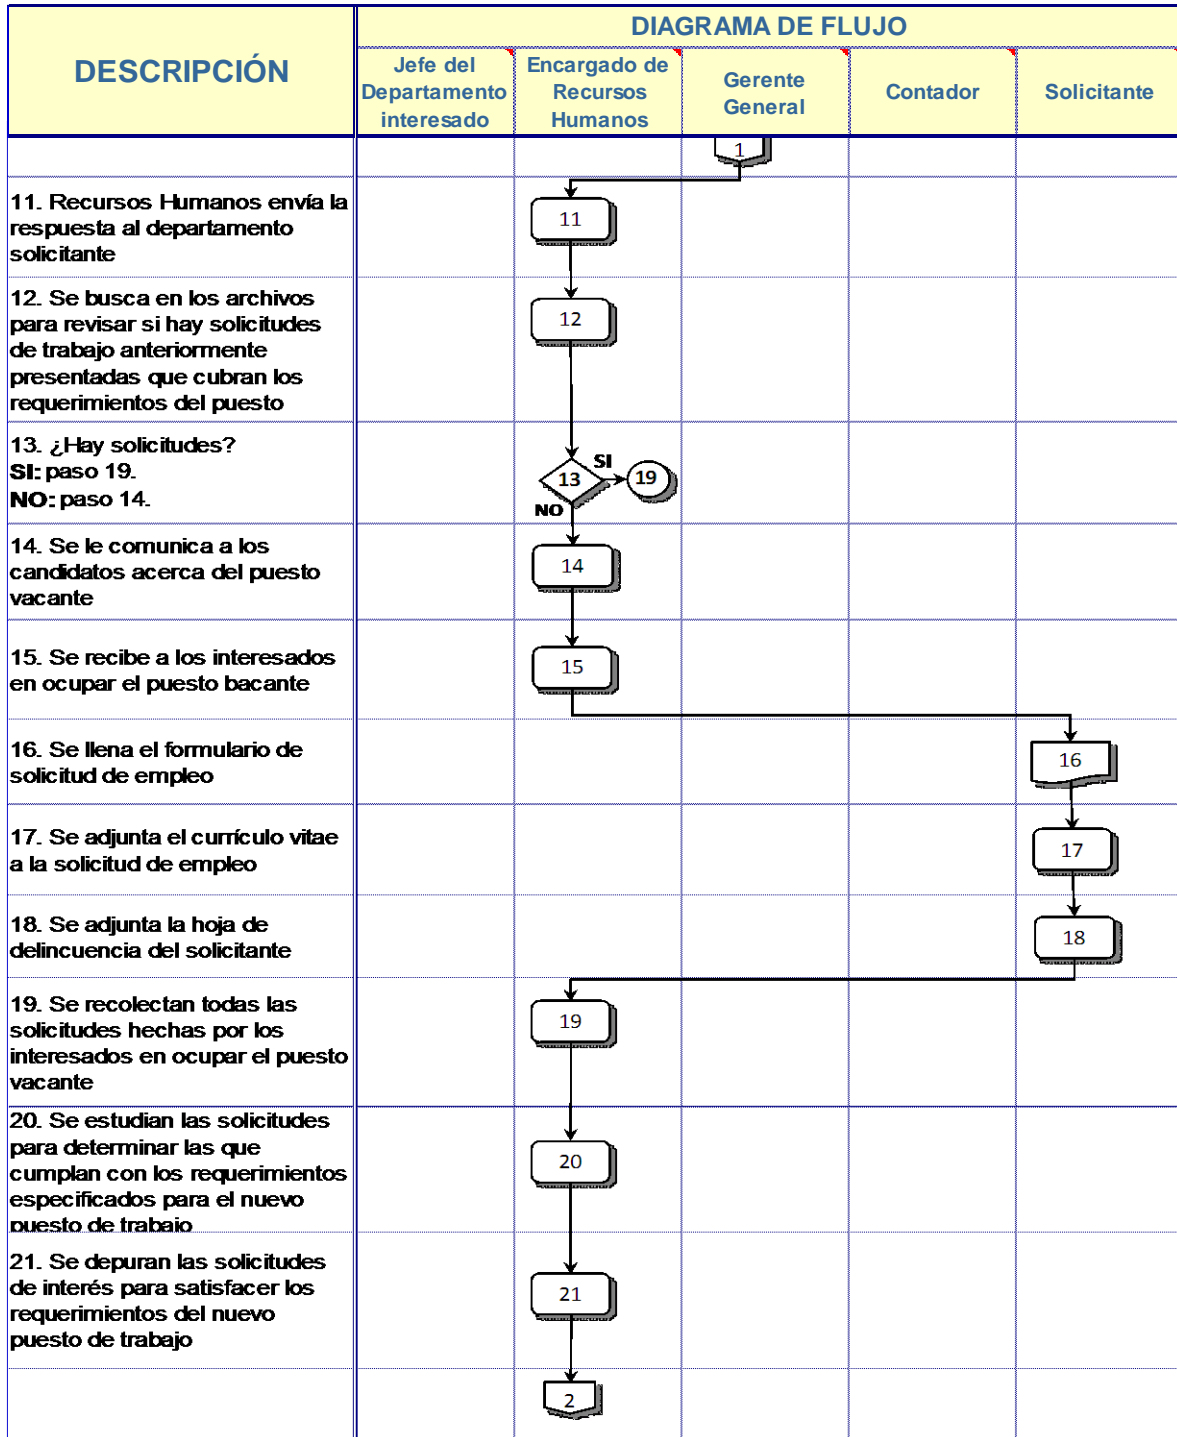 DESCRIPCIÓN
DIAGRAMA DE FLUJO
Jefe del
Departamento
interesado
Encargado de
Recursos
Humanos
Gerente
General
Contador
Solicitante
1
11. Recursos Humanos envía la
respuesta al departamento
solicitante
11
12. Se busca en los archivos
para revisar si hay solicitudes
de trabajo anteriormente
presentadas que cubran los
requerimientos del puesto
12
13. ¿Hay solicitudes?
SI: paso 19.
NO: paso 14.
13
SI
19
NO
14. Se le comunica a los
candidatos acerca del puesto
vacante
14
15. Se recibe a los interesados
en ocupar el puesto bacante
15
16. Se llena el formulario de
solicitud de empleo
16
17. Se adjunta el currículo vitae
a la solicitud de empleo
17
18. Se adjunta la hoja de
delincuencia del solicitante
18
19. Se recolectan todas las
solicitudes hechas por los
interesados en ocupar el puesto
vacante
19
20. Se estudian las solicitudes
para determinar las que
cumplan con los requerimientos
especificados para el nuevo
puesto de trabajo
20
21. Se depuran las solicitudes
de interés para satisfacer los
requerimientos del nuevo
puesto de trabajo
21
2